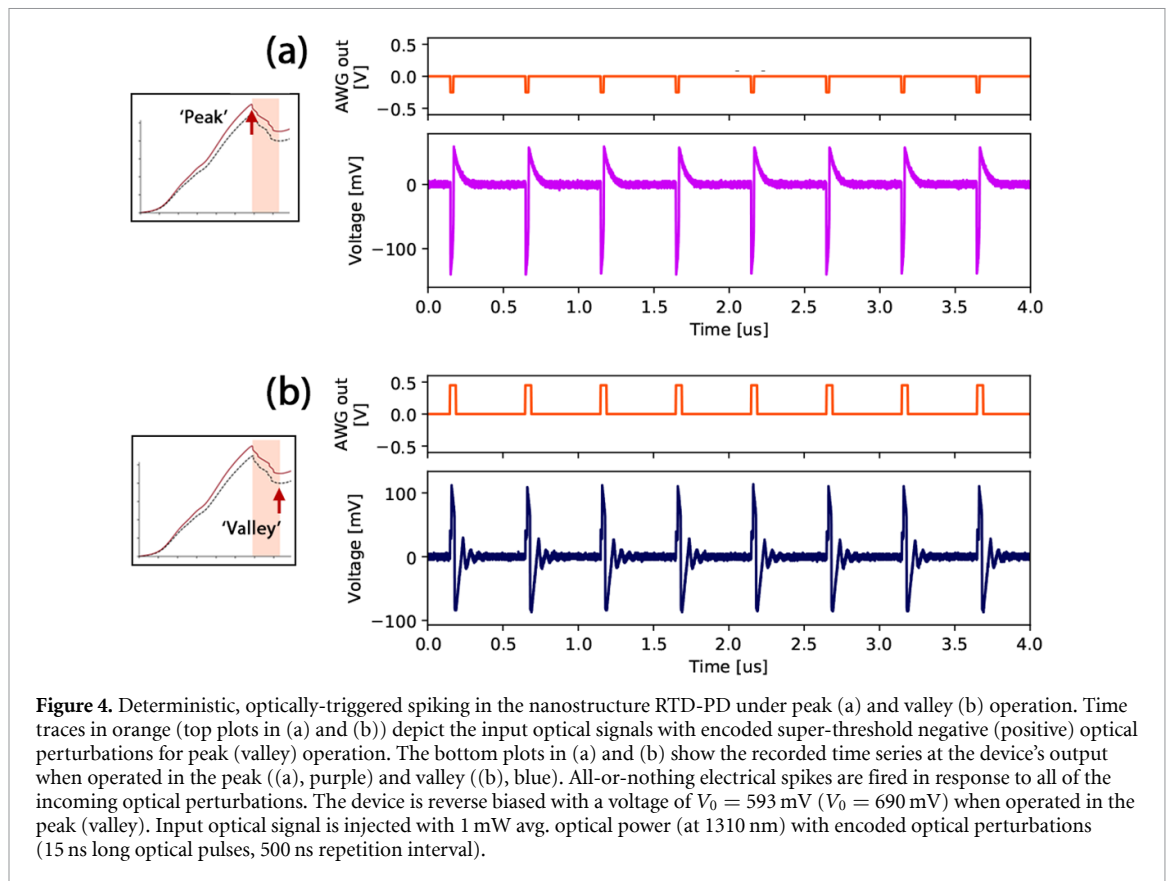 (a)
'Peak'
AWG out
[V]
0.5
0.0
−0.5
Voltage [mV]
0
−100
0.0 0.5 1.0 1.5 2.0 2.5 3.0 3.5 4.0
Time [us]
(b)
'Valley'
AWG out
[V]
0.5
0.0
−0.5
Voltage [mV]
100
0
−100
0.0 0.5 1.0 1.5 2.0 2.5 3.0 3.5 4.0
Time [us]
Figure 4. Deterministic, optically-triggered spiking in the nanostructure RTD-PD under peak (a) and valley (b) operation. Time
traces in orange (top plots in (a) and (b)) depict the input optical signals with encoded super-threshold negative (positive) optical
perturbations for peak (valley) operation. The bottom plots in (a) and (b) show the recorded time series at the device's output
when operated in the peak ((a), purple) and valley ((b), blue). All-or-nothing electrical spikes are fired in response to all of the
incoming optical perturbations. The device is reverse biased with a voltage of V₀ = 593 mV (V₀ = 690 mV) when operated in the
peak (valley). Input optical signal is injected with 1 mW avg. optical power (at 1310 nm) with encoded optical perturbations
(15 ns long optical pulses, 500 ns repetition interval).